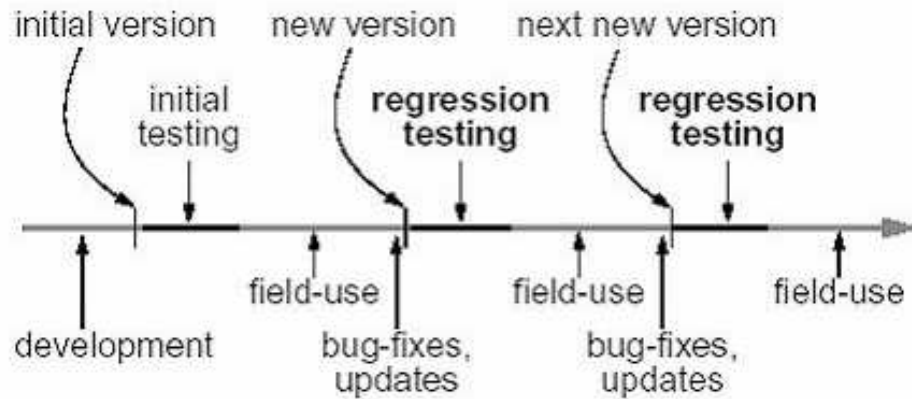 initial version
new version
next new version
initial
testing
regression
testing
regression
testing
field-use
field-use
field-use
development
bug-fixes,
updates
bug-fixes,
updates